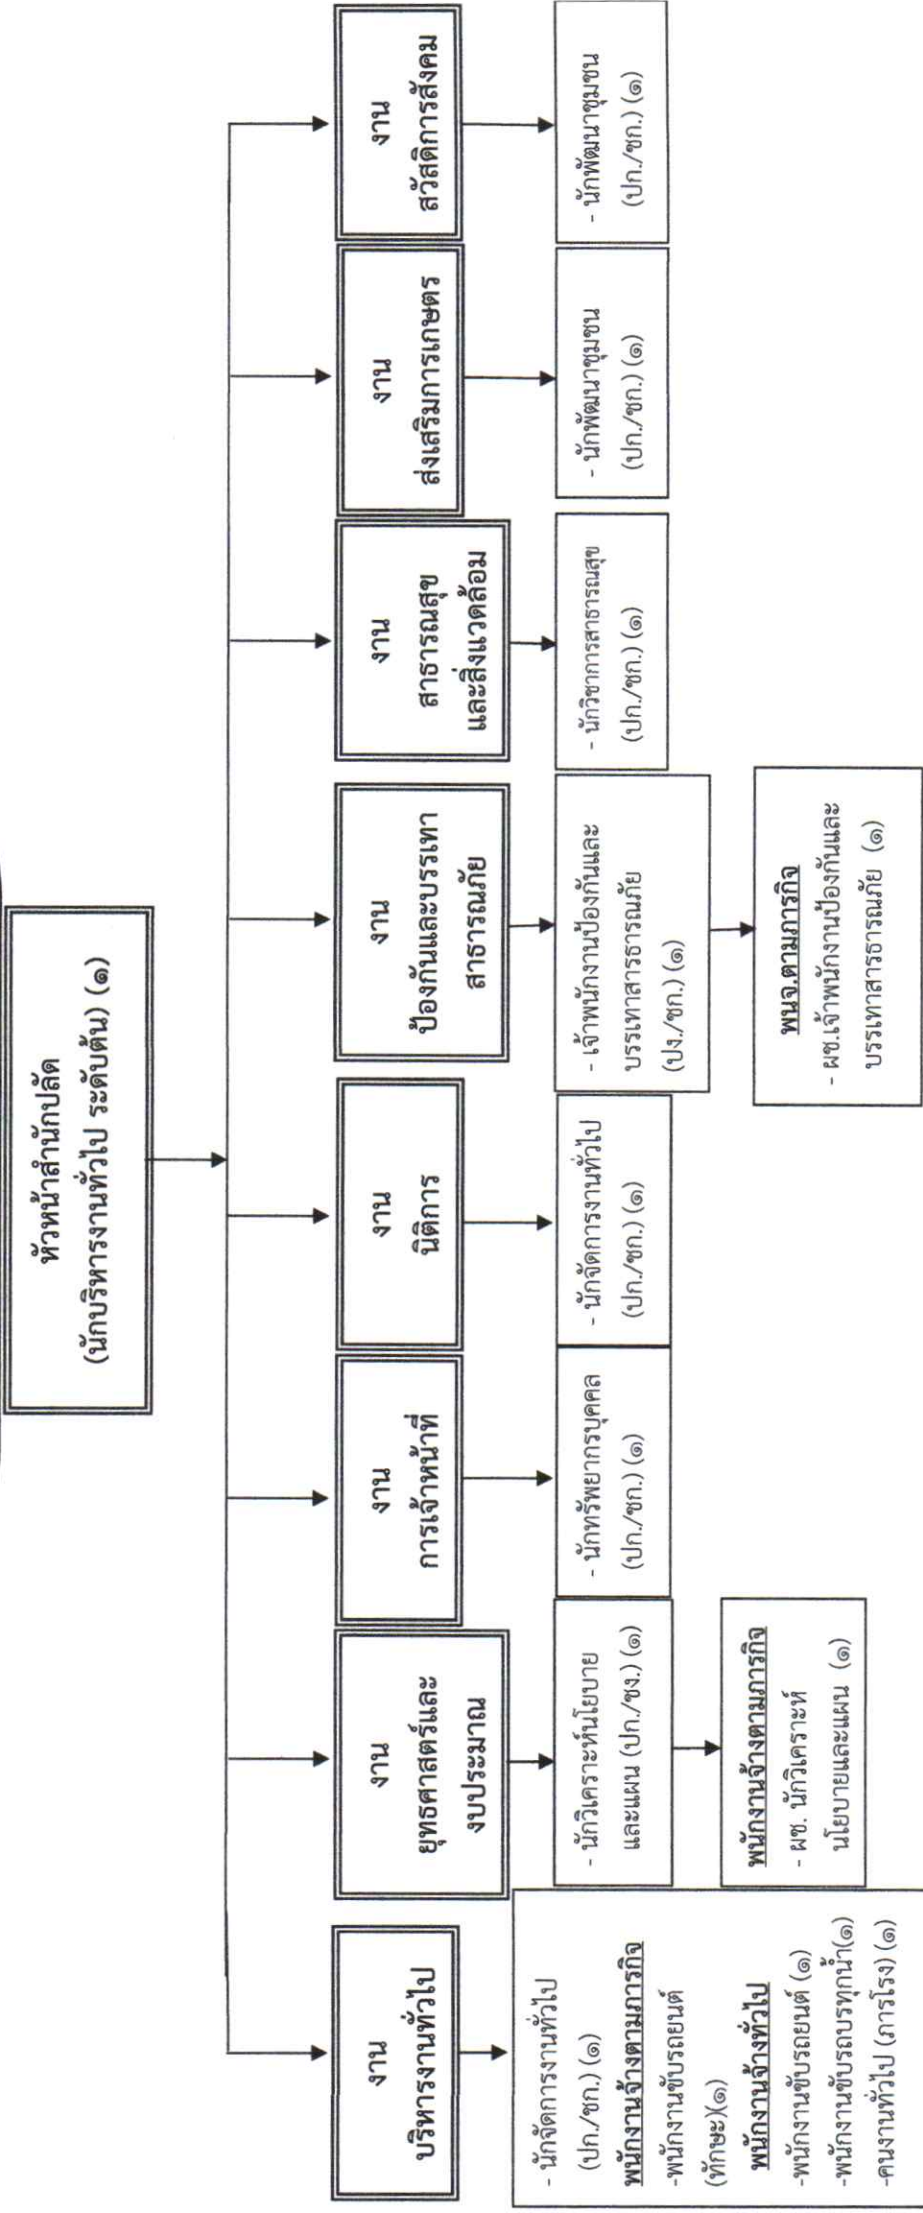 หัวหน้าสำนักปลัด
(นักบริหารงานทั่วไป ระดับต้น) (๑)
งาน
บริหารงานทั่วไป
งาน
ยุทธศาสตร์และ
งบประมาณ
งาน
การเจ้าหน้าที่
งาน
นิติการ
งาน
ป้องกันและบรรเทา
สาธารณภัย
งาน
สาธารณสุข
และสิ่งแวดล้อม
งาน
ส่งเสริมการเกษตร
งาน
สวัสดิการสังคม
- นักจัดการงานทั่วไป
(ปก./ชก.) (๑)
พนักงานจ้างตามภารกิจ
-พนักงานขับรถยนต์
(ทักษะ)(๑)
พนักงานจ้างทั่วไป
-พนักงานขับรถยนต์ (๑)
-พนักงานขับรถบรรทุกน้ำ(๑)
-คนงานทั่วไป (ภารโรง) (๑)
- นักวิเคราะห์นโยบาย
และแผน (ปก./ชง.) (๑)
พนักงานจ้างตามภารกิจ
- ผช. นักวิเคราะห์
นโยบายและแผน (๑)
- นักทรัพยากรบุคคล
(ปก./ชก.) (๑)
- นักจัดการงานทั่วไป
(ปก./ชก.) (๑)
- เจ้าพนักงานป้องกันและ
บรรเทาสารธารณภัย
(ปง./ชก.) (๑)
พนจ.ตามภารกิจ
- ผช.เจ้าพนักงานป้องกันและ
บรรเทาสารธารณภัย (๑)
- นักวิชาการสาธารณสุข
(ปก./ชก.) (๑)
- นักพัฒนาชุมชน
(ปก./ชก.) (๑)
- นักพัฒนาชุมชน
(ปก./ชก.) (๑)